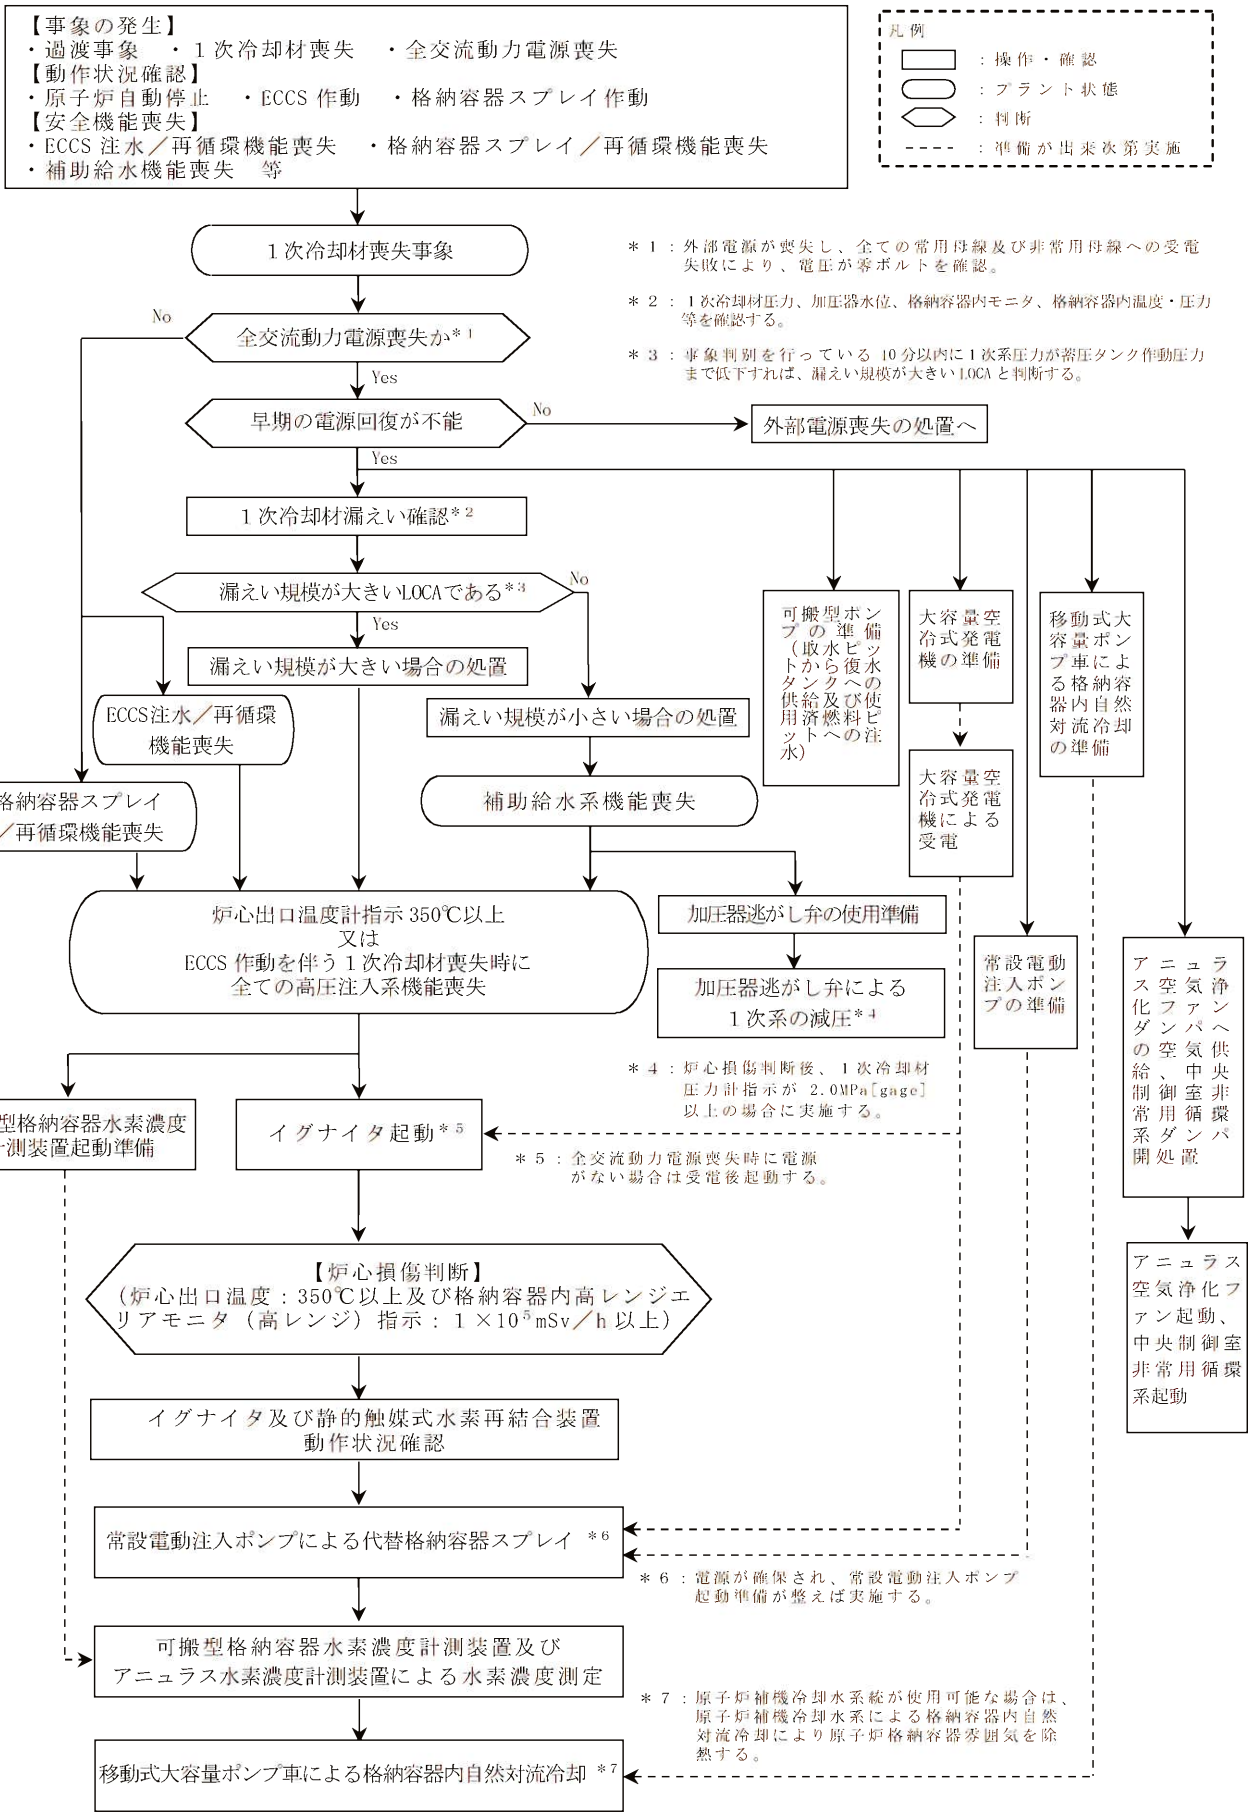 【事象の発生】
・過渡事象　・１次冷却材喪失　・全交流動力電源喪失
【動作状況確認】
・原子炉自動停止　・ECCS 作動　・格納容器スプレイ作動
【安全機能喪失】
・ECCS 注水／再循環機能喪失　・格納容器スプレイ／再循環機能喪失
・補助給水機能喪失　等
凡例
：操作・確認
：プラント状態
：判断
：準備が出来次第実施
１次冷却材喪失事象
＊１：外部電源が喪失し、全ての常用母線及び非常用母線への受電
失敗により、電圧が零ボルトを確認。
＊２：１次冷却材圧力、加圧器水位、格納容器内モニタ、格納容器内温度・圧力
等を確認する。
＊３：事象判別を行っている 10 分以内に１次系圧力が蓄圧タンク作動圧力
まで低下すれば、漏えい規模が大きい LOCA と判断する。
No
全交流動力電源喪失か＊１
Yes
早期の電源回復が不能
No
外部電源喪失の処置へ
Yes
１次冷却材漏えい確認＊２
漏えい規模が大きいLOCAである＊３
No
Yes
漏えい規模が大きい場合の処置
ECCS注水／再循環
機能喪失
漏えい規模が小さい場合の処置
格納容器スプレイ
／再循環機能喪失
補助給水系機能喪失
可搬型ポン
プの準備
（取水ピッ
トから復水
タンクへの
供給及び使
用済燃料ピ
ットへの注
水）
大容量空
冷式発電
機の準備
大容量空
冷式発電
機による
受電
移動式大
容量ポン
プ車によ
る格納容
器内自然
対流冷却
の準備
炉心出口温度計指示 350℃以上
又は
ECCS 作動を伴う１次冷却材喪失時に
全ての高圧注入系機能喪失
加圧器逃がし弁の使用準備
加圧器逃がし弁による
１次系の減圧＊４
常設電動
注入ポン
プの準備
アニュラ
ス空気浄
化ファン
ダンパへ
の空気供
給、中央
制御室非
常用循環
系ダンパ
開処置
＊４：炉心損傷判断後、１次冷却材
圧力計指示が 2.0MPa[gage]
以上の場合に実施する。
型格納容器水素濃度
測装置起動準備
イグナイタ起動＊５
＊５：全交流動力電源喪失時に電源
がない場合は受電後起動する。
アニュラス
空気浄化フ
ァン起動、
中央制御室
非常用循環
系起動
【炉心損傷判断】
（炉心出口温度：350℃以上及び格納容器内高レンジエ
リアモニタ（高レンジ）指示：１×10⁵mSv／h 以上）
イグナイタ及び静的触媒式水素再結合装置
動作状況確認
常設電動注入ポンプによる代替格納容器スプレイ ＊６
＊６：電源が確保され、常設電動注入ポンプ
起動準備が整えば実施する。
可搬型格納容器水素濃度計測装置及び
アニュラス水素濃度計測装置による水素濃度測定
＊７：原子炉補機冷却水系統が使用可能な場合は、
原子炉補機冷却水系による格納容器内自然
対流冷却により原子炉格納容器雰囲気を除
熱する。
移動式大容量ポンプ車による格納容器内自然対流冷却 ＊７